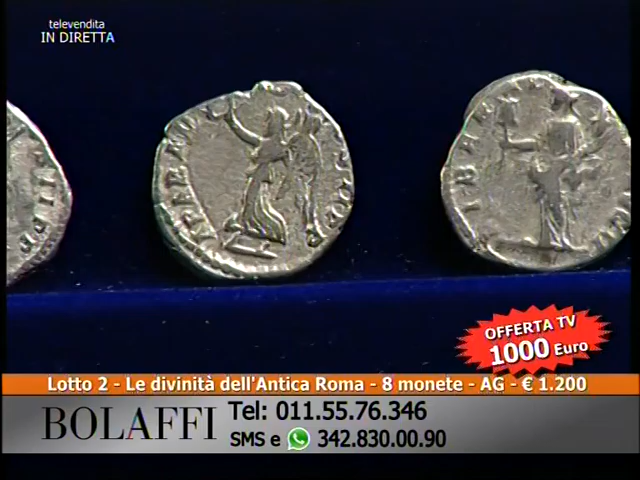 televendita
IN DIRETTA
OFFERTA TV
1000 Euro
Lotto 2 - Le divinità dell'Antica Roma - 8 monete - AG - € 1.200
BOLAFFI
Tel: 011.55.76.346
SMS e 342.830.00.90